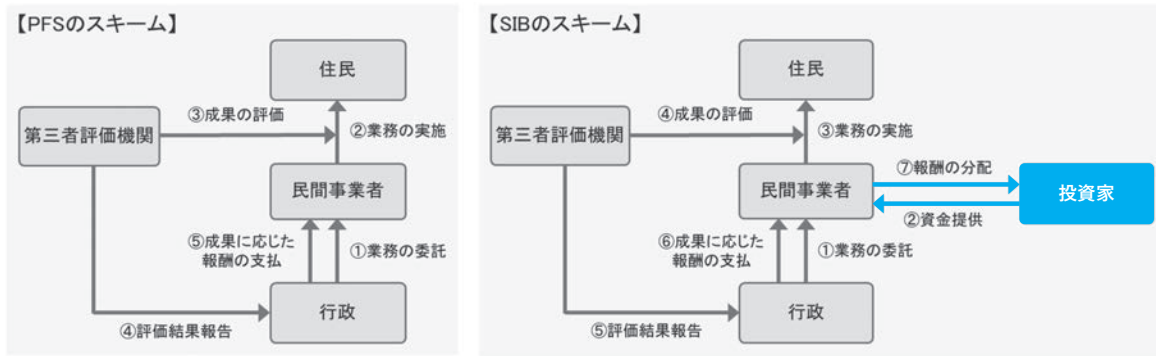 【PFSのスキーム】
住民
③成果の評価
第三者評価機関
②業務の実施
民間事業者
⑤成果に応じた
報酬の支払
①業務の委託
行政
④評価結果報告
【SIBのスキーム】
住民
④成果の評価
第三者評価機関
③業務の実施
⑦報酬の分配
民間事業者
投資家
②資金提供
⑥成果に応じた
報酬の支払
①業務の委託
行政
⑤評価結果報告